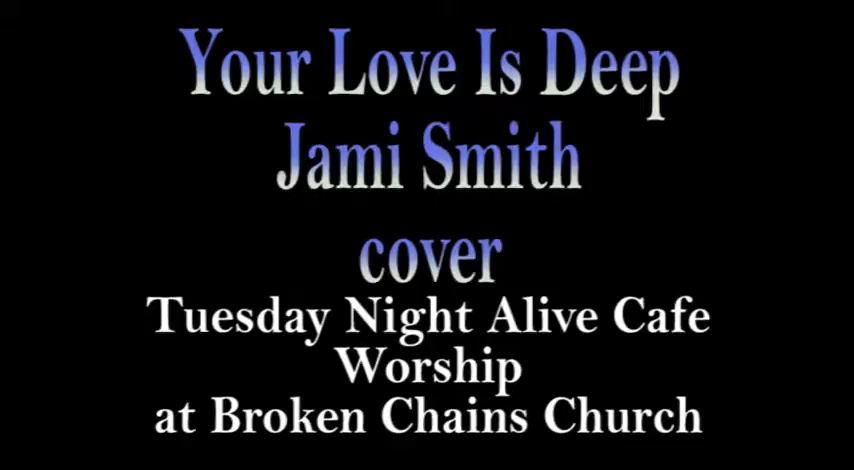 Your Love Is Deep
Jami Smith
cover
Tuesday Night Alive Cafe
Worship
at Broken Chains Church